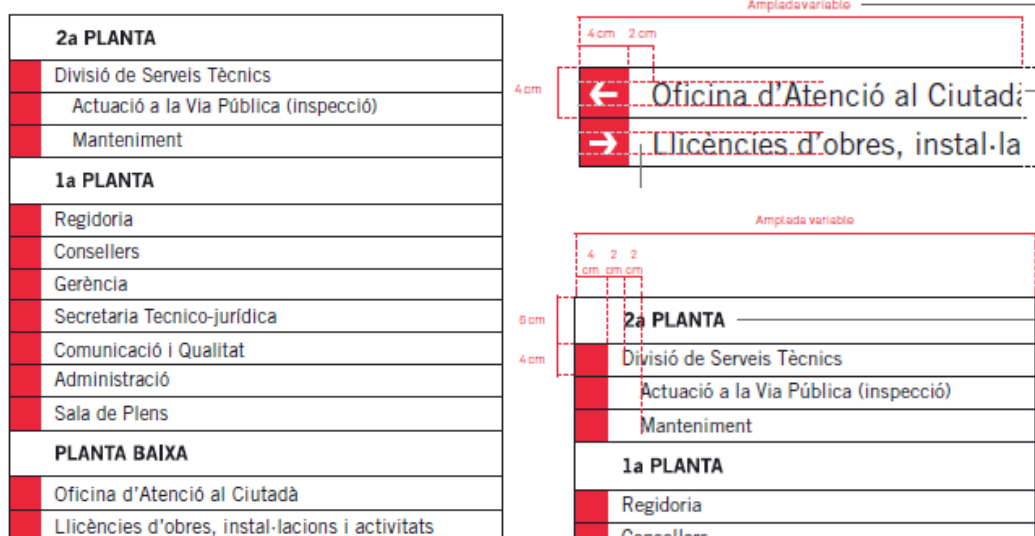 2a PLANTA
Divisió de Serveis Tècnics
Actuació a la Via Pública (inspecció)
Manteniment
1a PLANTA
Regidoria
Consellers
Gerència
Secretaria Tecnico-jurídica
Comunicació i Qualitat
Administració
Sala de Plens
PLANTA BAIXA
Oficina d'Atenció al Ciutadà
Llicències d'obres, instal·lacions i activitats
Amplada variable
4 cm 2 cm
4 cm
← Oficina d'Atenció al Ciutadà
→ Llicències d'obres, instal·la
Amplada variable
4 2 2
cm cm cm
6 cm
2a PLANTA
4 cm
Divisió de Serveis Tècnics
Actuació a la Via Pública (inspecció)
Manteniment
1a PLANTA
Regidoria
Consellers